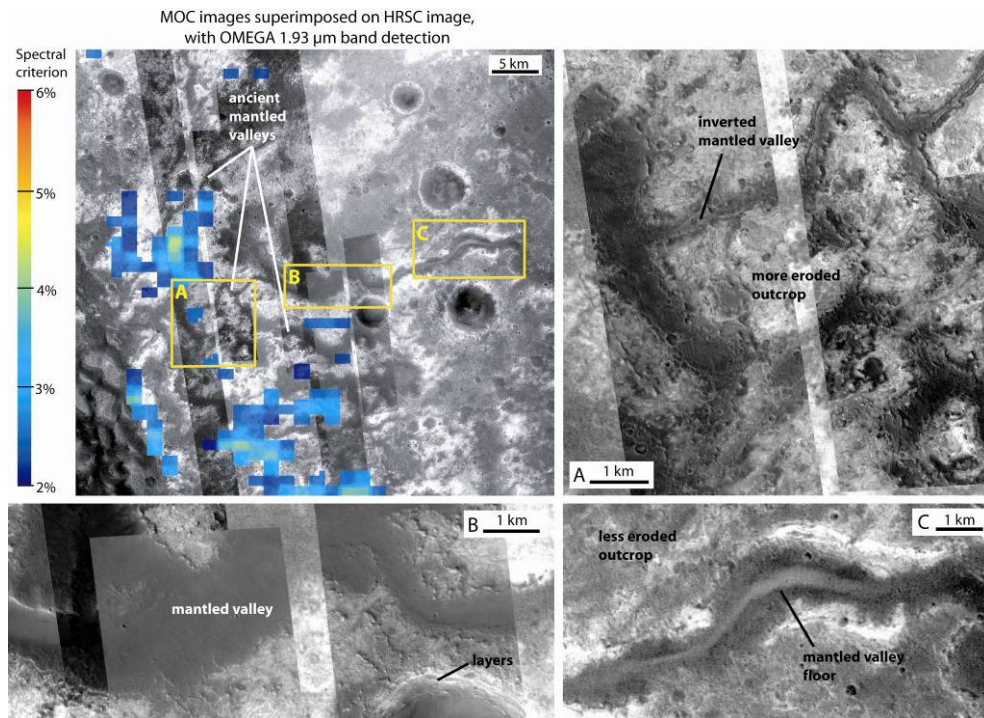 MOC images superimposed on HRSC image,
with OMEGA 1.93 µm band detection
Spectral
criterion
6%
5%
4%
3%
2%
5 km
ancient
mantled
valleys
A
B
C
inverted
mantled valley
more eroded
outcrop
A
1 km
mantled valley
B
1 km
layers
less eroded
outcrop
C
1 km
mantled valley
floor